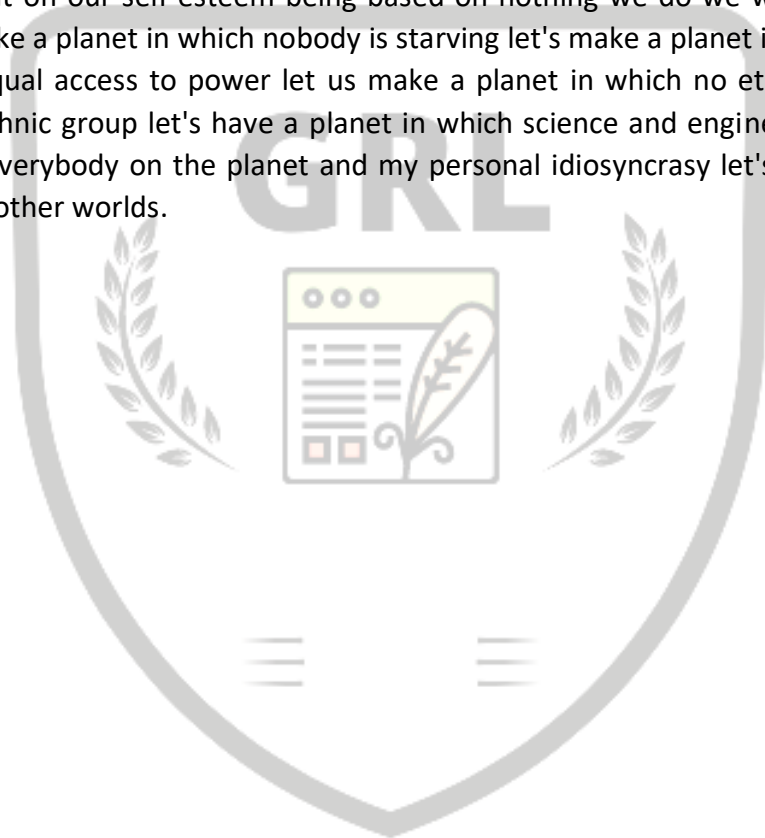 on our self esteem being based on nothing we do we w
ke a planet in which nobody is starving let's make a planet i
qual access to power let us make a planet in which no et
hnic group let's have a planet in which science and engine
verybody on the planet and my personal idiosyncrasy let's
other worlds.
GRL